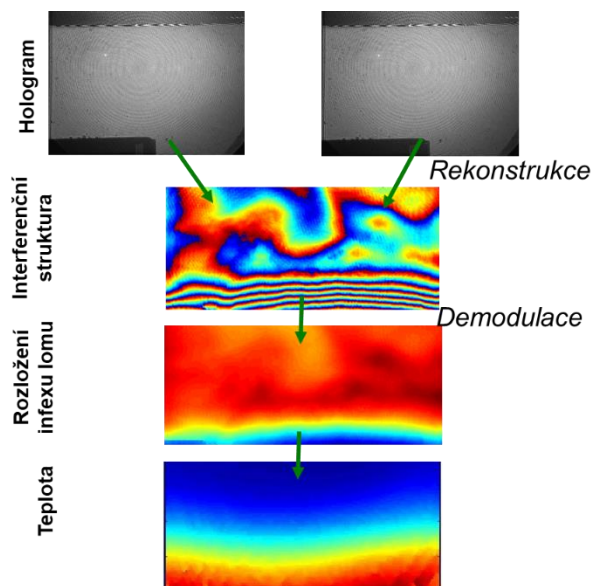 Hologram
Rekonstrukce
Interferenční
struktura
Demodulace
Rozložení
infexu lomu
Teplota